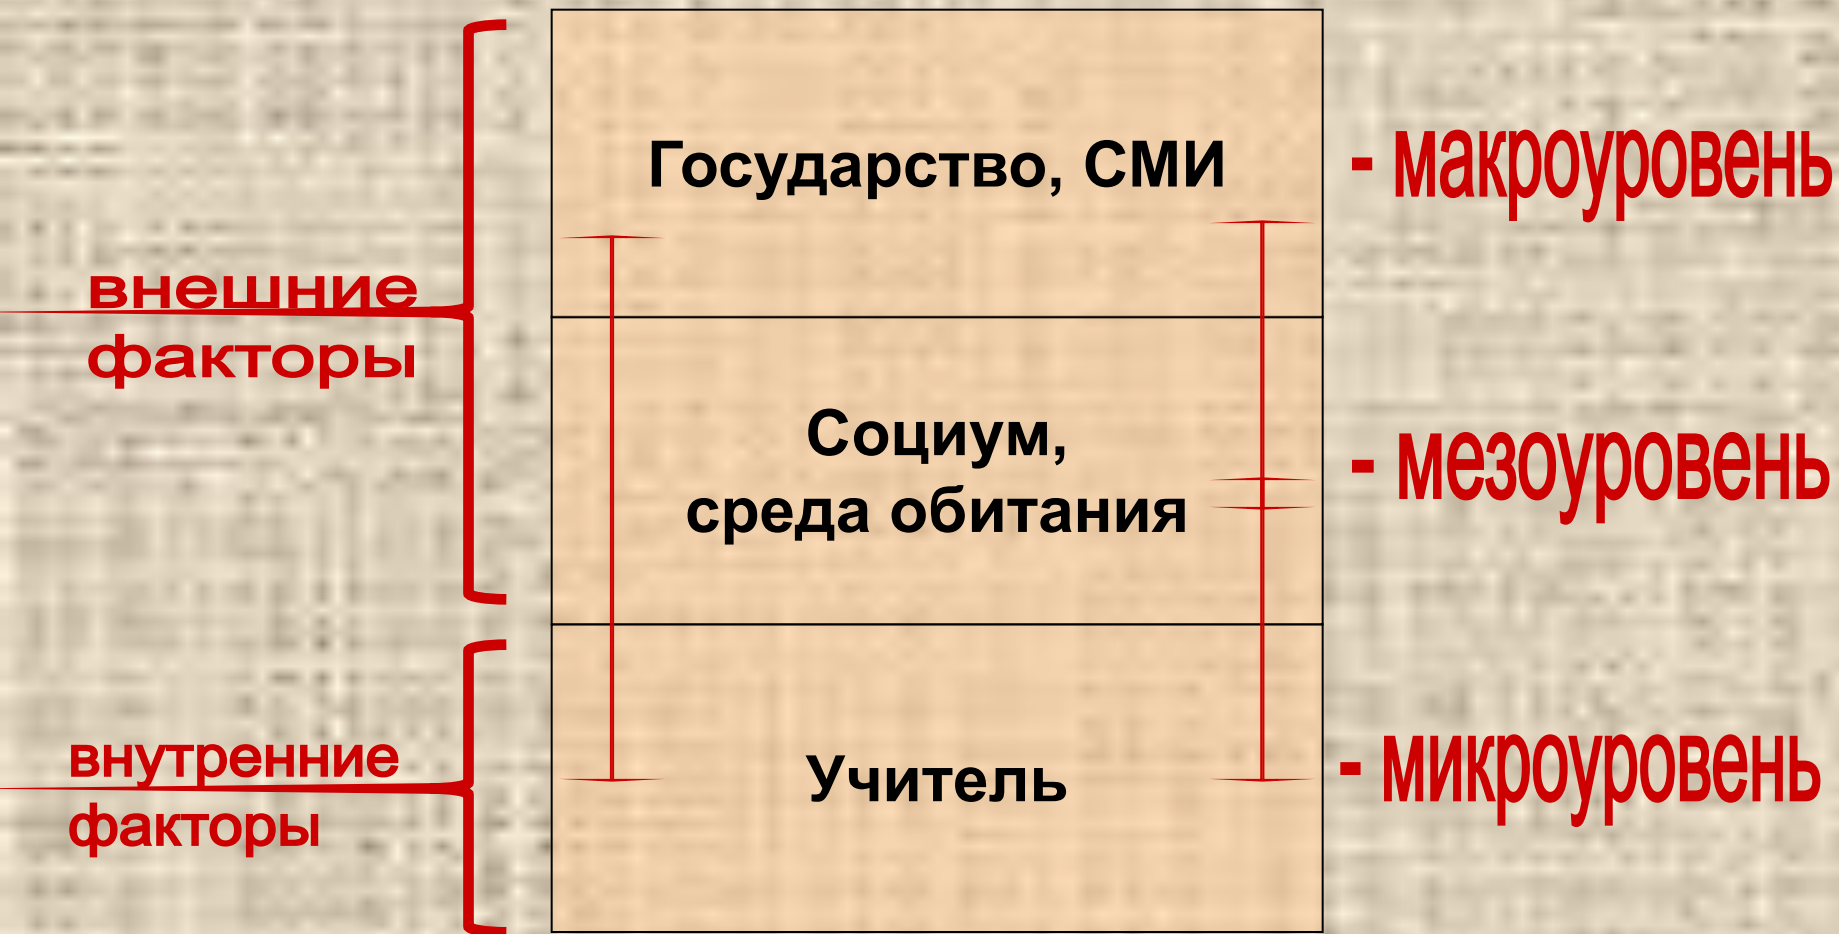 Государство, СМИ
- макроуровень
внешние
факторы
Социум,
среда обитания
- мезоуровень
внутренние
факторы
Учитель
- микроуровень